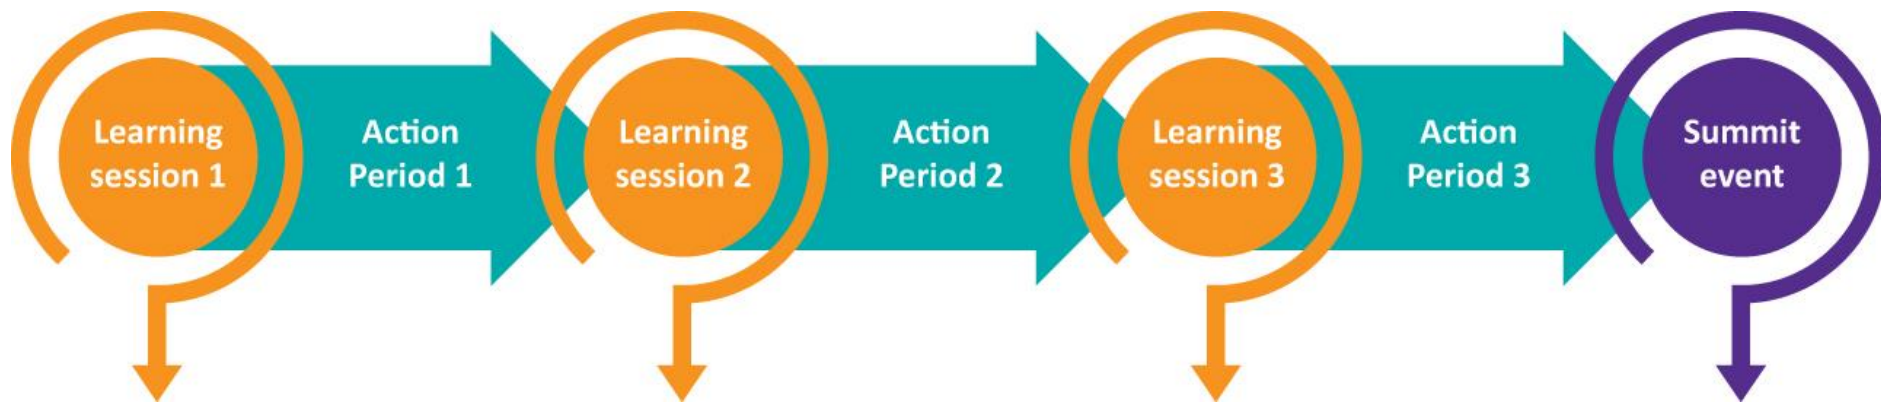 Learning
session 1
Action
Period 1
Learning
session 2
Action
Period 2
Learning
session 3
Action
Period 3
Summit
event